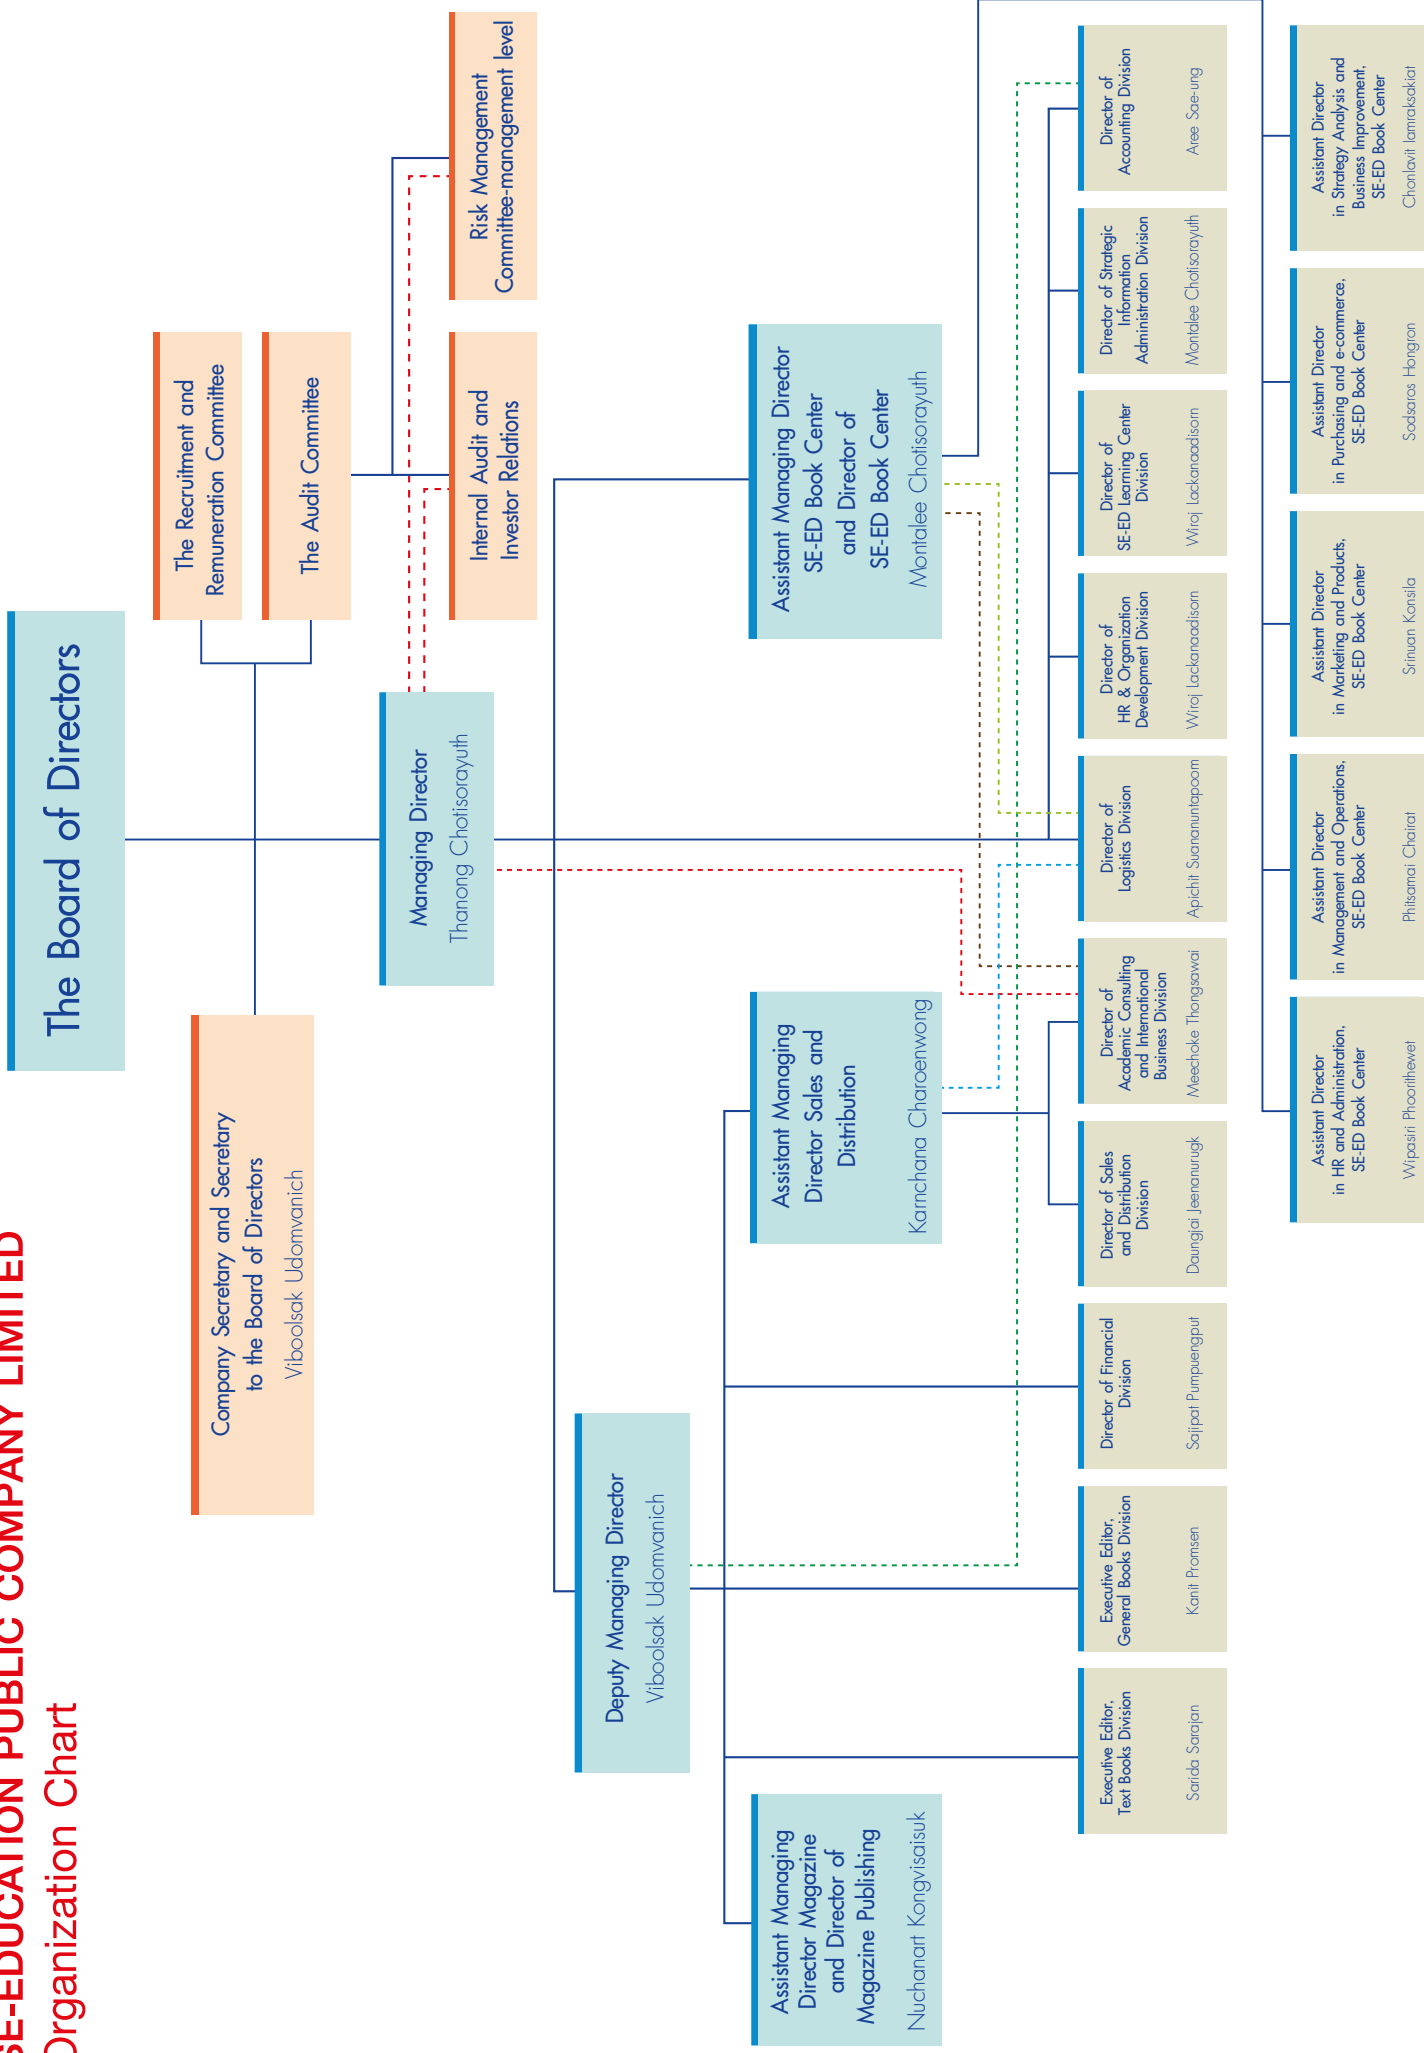 SE-EDUCATION PUBLIC COMPANY LIMITED
Organization Chart
The Board of Directors
Company Secretary and Secretary
to the Board of Directors
Viboolsak Udomvanich
The Recruitment and
Remuneration Committee
The Audit Committee
Managing Director
Thanong Chotisorayuth
Internal Audit and
Investor Relations
Risk Management
Committee-management level
Deputy Managing Director
Viboolsak Udomvanich
Assistant Managing
Director Magazine
and Director of
Magazine Publishing
Nuchanart Kongvisaisuk
Assistant Managing
Director Sales and
Distribution
Karnchana Charoenwong
Assistant Managing Director
SE-ED Book Center
and Director of
SE-ED Book Center
Montalee Chotisorayuth
Executive Editor,
Text Books Division
Sarida Sarajan
Executive Editor,
General Books Division
Kanit Promsen
Director of Financial
Division
Sajipat Pumpuengput
Director of Sales
and Distribution
Division
Daungjai Jeenanurugk
Director of
Academic Consulting
and International
Business Division
Meechoke Thongsawai
Director of
Logistics Division
Apichit Suananuntapoom
Director of
HR & Organization
Development Division
Wiroj Lackanaadisorn
Director of
SE-ED Learning Center
Division
Wiroj Lackanaadisorn
Director of Strategic
Information
Administration Division
Montalee Chotisorayuth
Director of
Accounting Division
Aree Sae-ung
Assistant Director
in HR and Administration,
SE-ED Book Center
Wipasiri Phoorithewet
Assistant Director
in Management and Operations,
SE-ED Book Center
Phitsamai Chairat
Assistant Director
in Marketing and Products,
SE-ED Book Center
Srinuan Konsila
Assistant Director
in Purchasing and e-commerce,
SE-ED Book Center
Sodsaros Hongron
Assistant Director
in Strategy Analysis and
Business Improvement,
SE-ED Book Center
Chonlavit Iamraksakiat